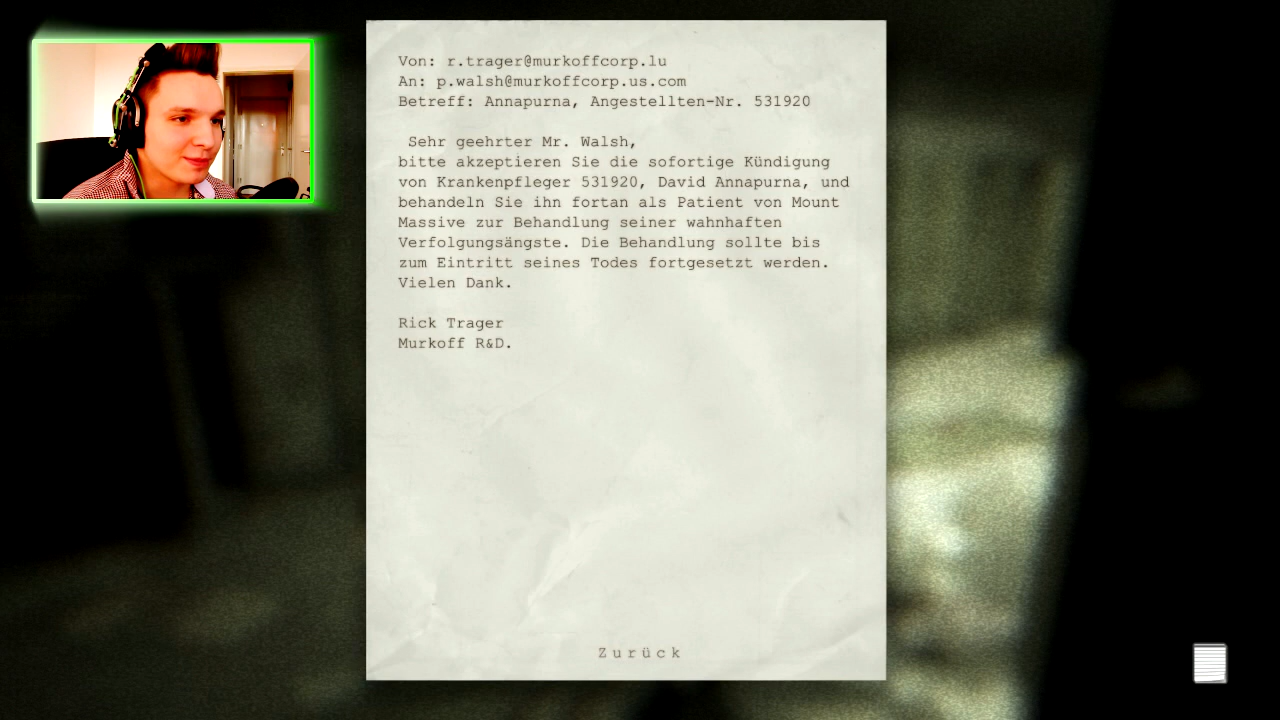 Von: r.trager@murkoffcorp.lu
An: p.walsh@murkoffcorp.us.com
Betreff: Annapurna, Angestellten-Nr. 531920
Sehr geehrter Mr. Walsh,
bitte akzeptieren Sie die sofortige Kündigung
von Krankenpfleger 531920, David Annapurna, und
behandeln Sie ihn fortan als Patient von Mount
Massive zur Behandlung seiner wahnhaften
Verfolgungsängste. Die Behandlung sollte bis
zum Eintritt seines Todes fortgesetzt werden.
Vielen Dank.
Rick Trager
Murkoff R&D.
Zurück